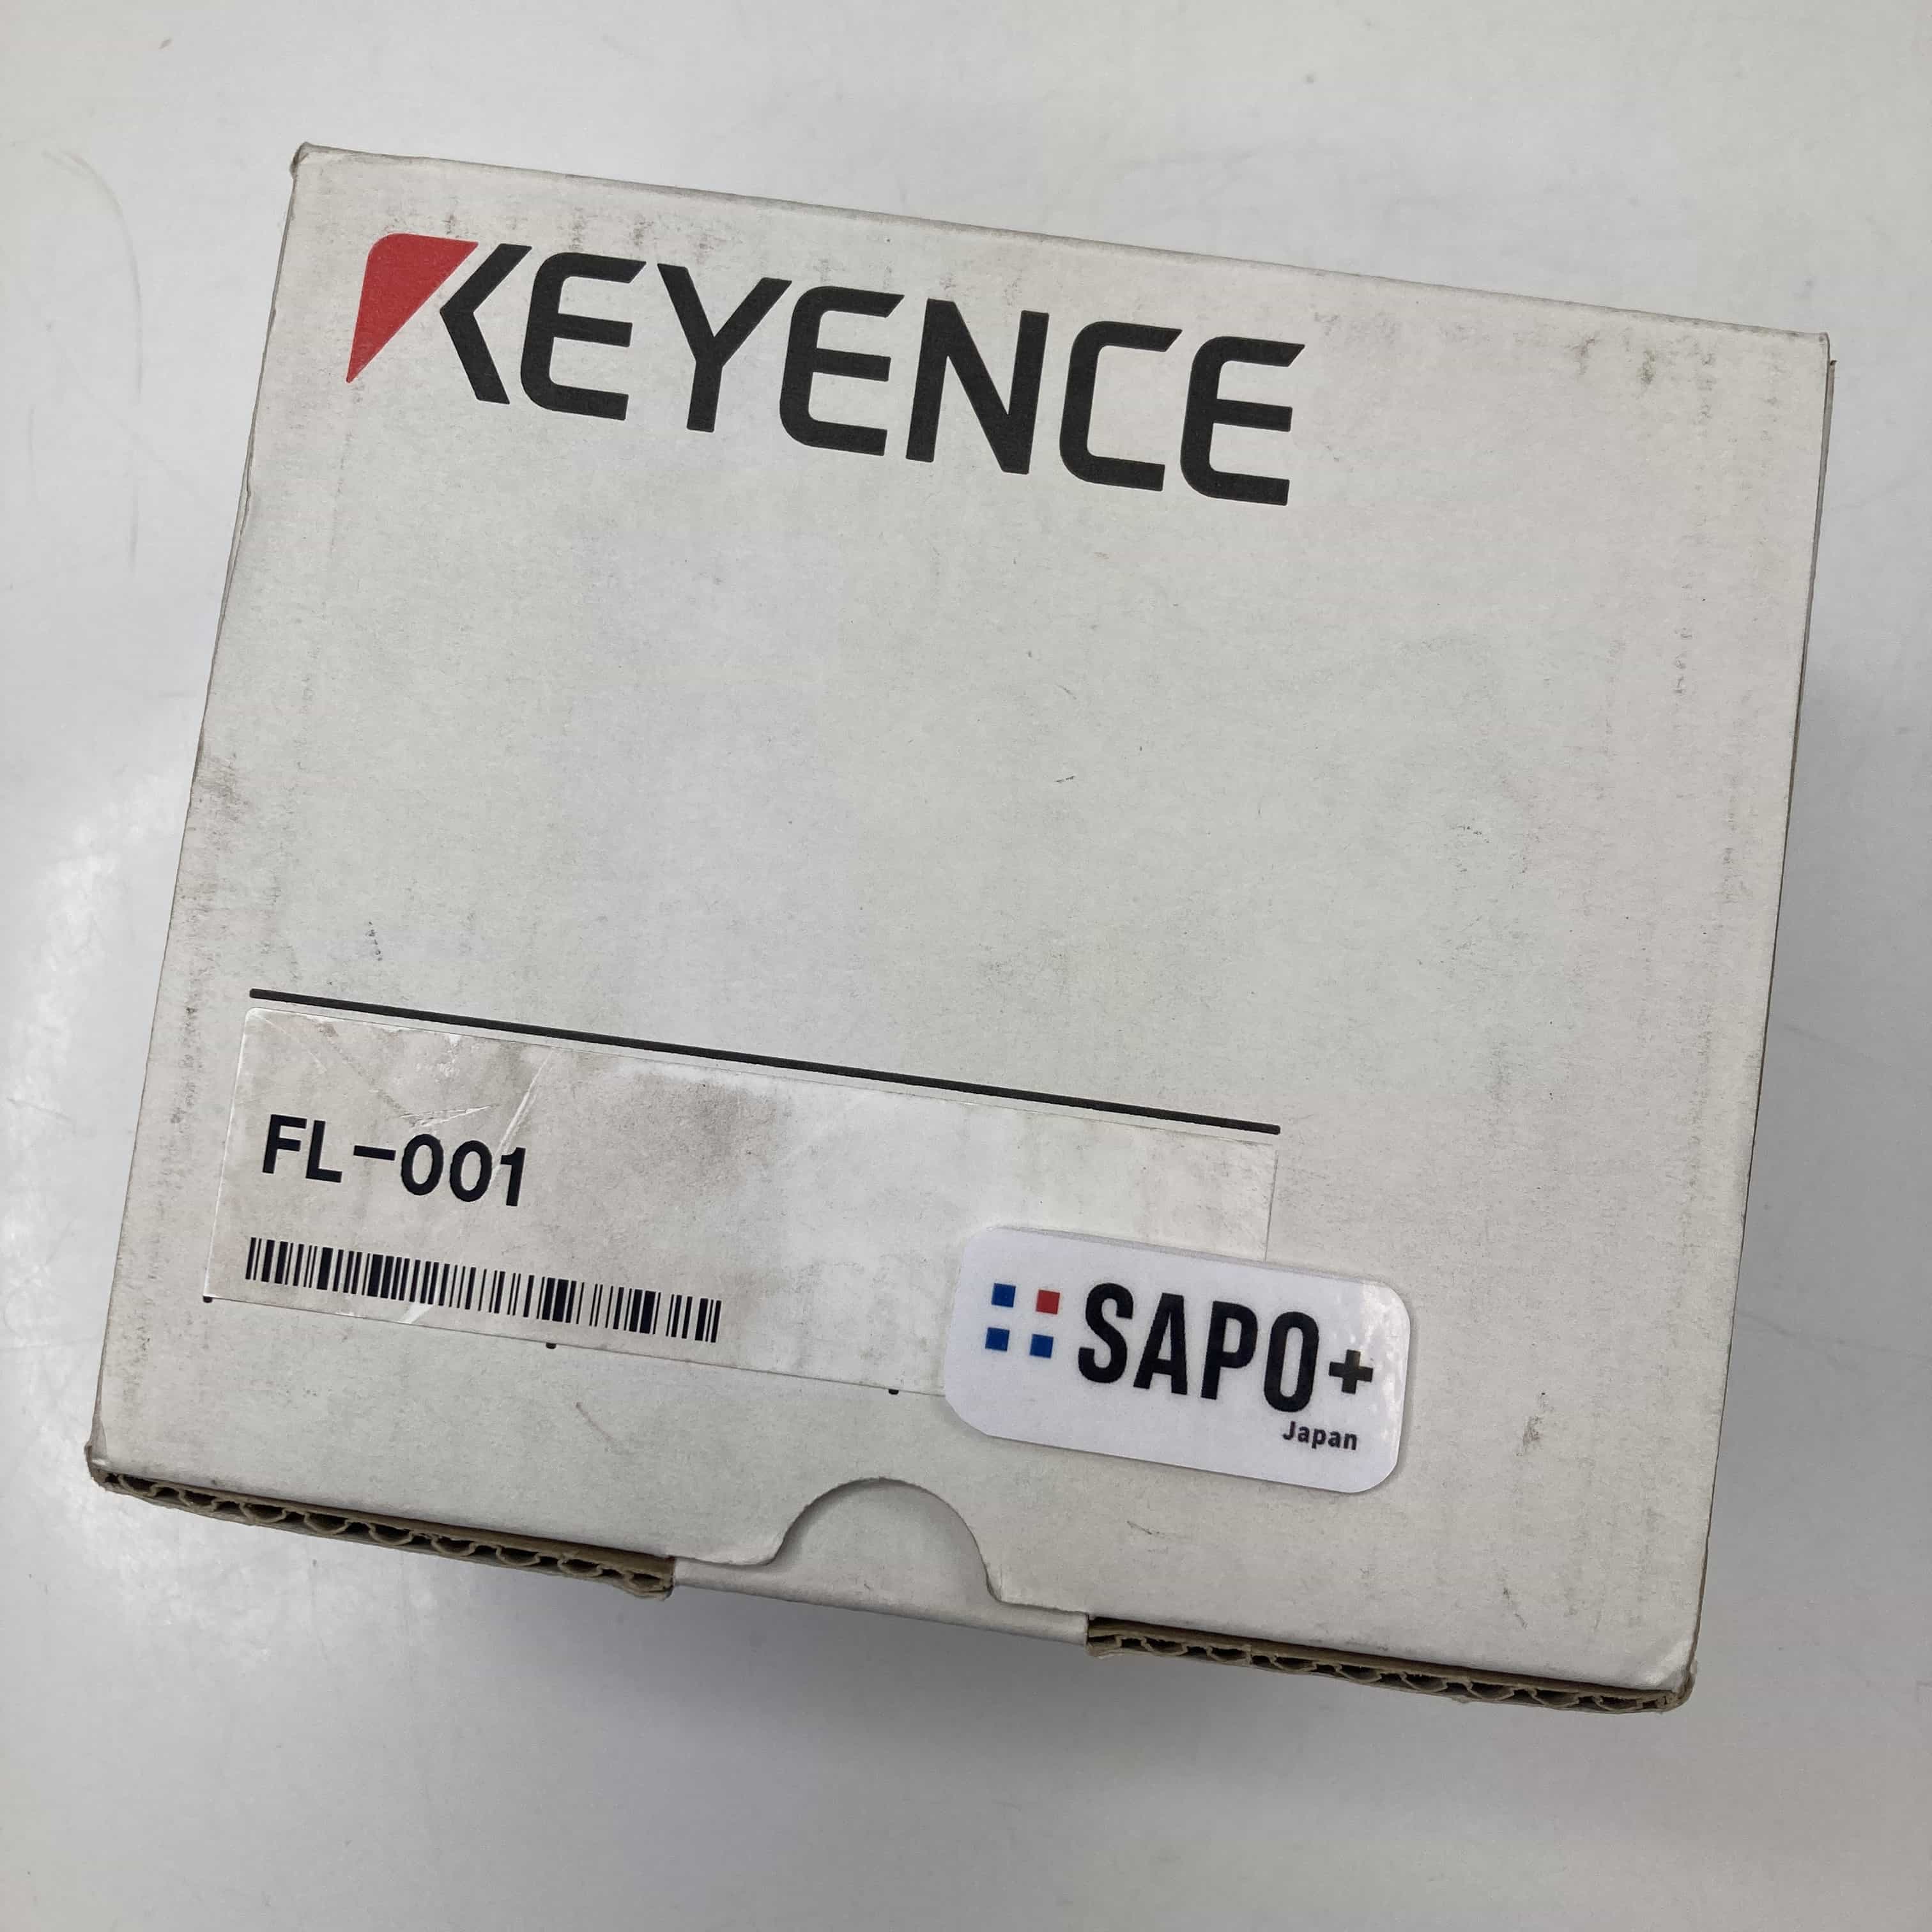 KEYENCE
FL-001
SAPO+
Japan